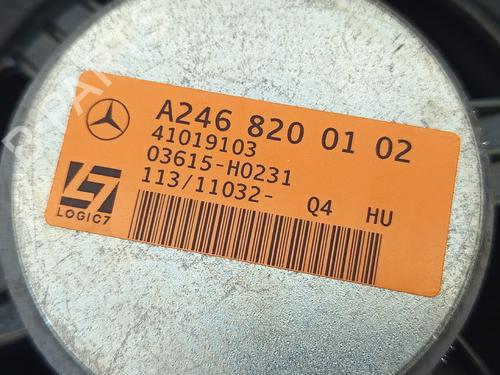 A246 820 01 02
41019103
03615-H0231
113/11032- Q4 HU
LOGIC7